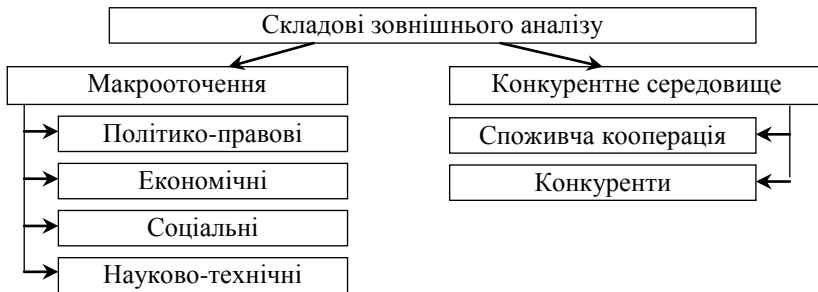 Складові зовнішнього аналізу
Макрооточення
Політико-правові
Економічні
Соціальні
Науково-технічні
Конкурентне середовище
Споживча кооперація
Конкуренти